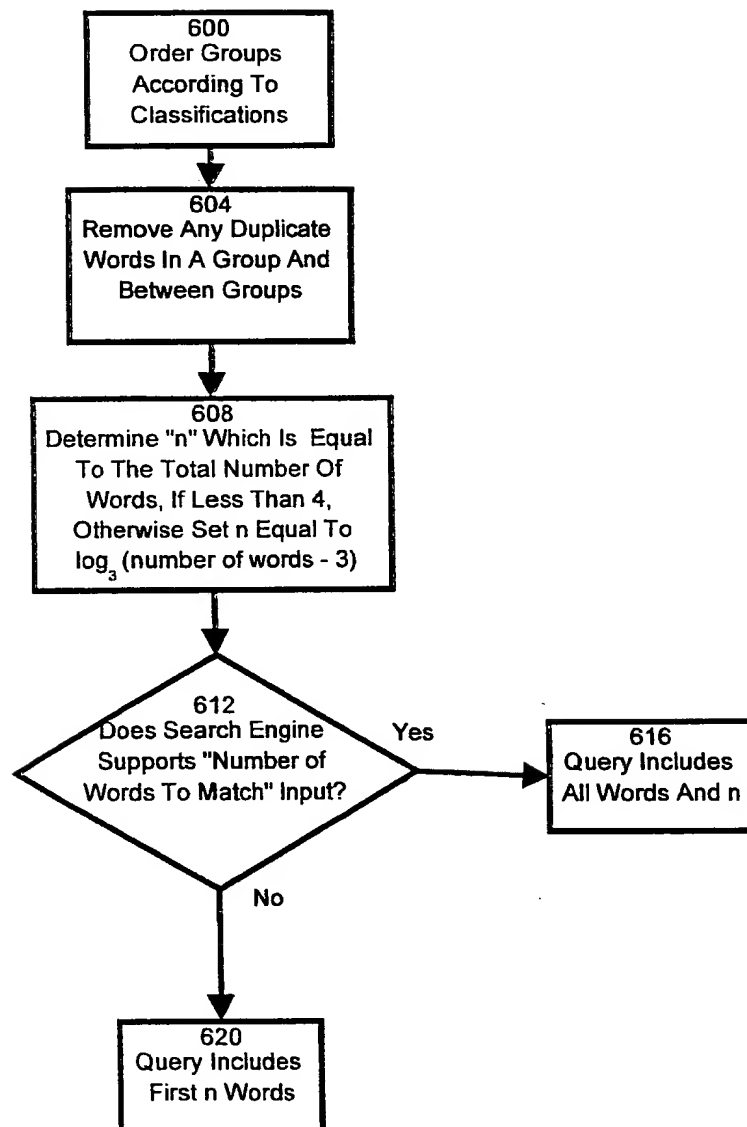 600
Order Groups
According To
Classifications
604
Remove Any Duplicate
Words In A Group And
Between Groups
608
Determine "n" Which Is Equal
To The Total Number Of
Words, If Less Than 4,
Otherwise Set n Equal To
log₃ (number of words - 3)
612
Does Search Engine
Supports "Number of
Words To Match" Input?
Yes
616
Query Includes
All Words And n
No
620
Query Includes
First n Words